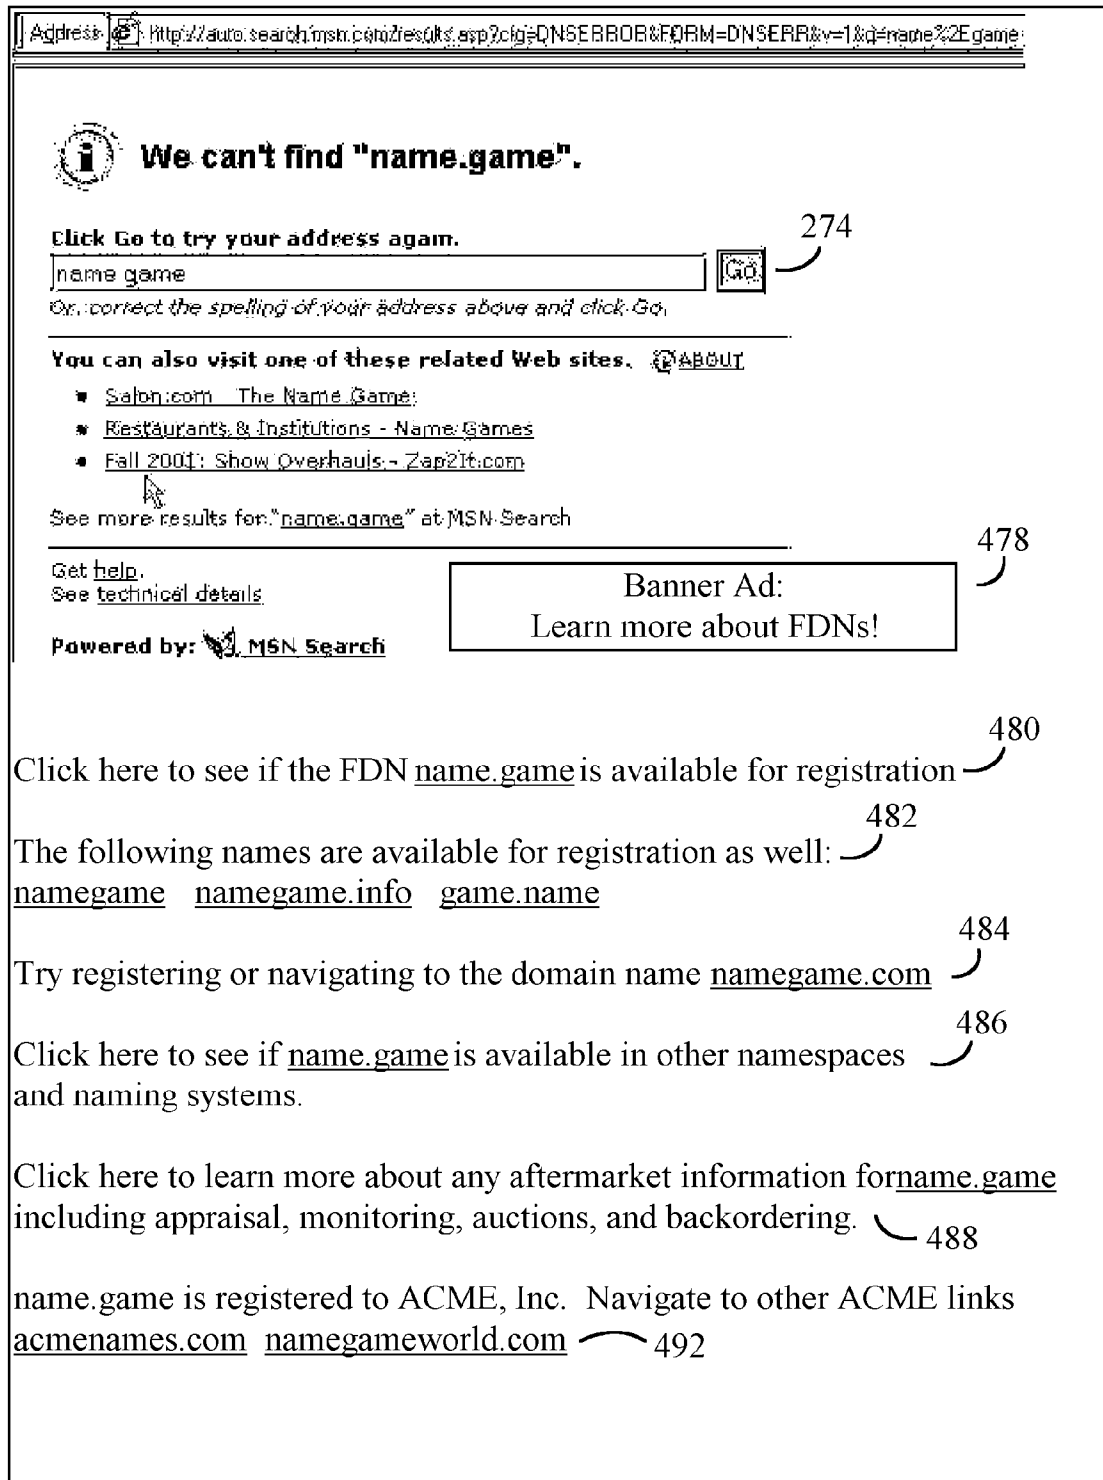 Address http://auto.search.msn.com/results.asp?cfg=DNSERROR&FORM=DNSERR&v=1&q=name%2Egame
We can't find "name.game".
274
Click Go to try your address again.
name game Go
Or, correct the spelling of your address above and click Go.
You can also visit one of these related Web sites. ABOUT
Salon.com The Name Game
Restaurants & Institutions - Name Games
Fall 2001: Show Overhauls - Zap2It.com
See more results for "name.game" at MSN Search
478
Get help.
See technical details
Banner Ad:
Learn more about FDNs!
Powered by: MSN Search
480
Click here to see if the FDN name.game is available for registration
482
The following names are available for registration as well:
namegame namegame.info game.name
484
Try registering or navigating to the domain name namegame.com
486
Click here to see if name.game is available in other namespaces
and naming systems.
Click here to learn more about any aftermarket information forname.game
including appraisal, monitoring, auctions, and backordering.
488
name.game is registered to ACME, Inc. Navigate to other ACME links
acmenames.com namegameworld.com 492